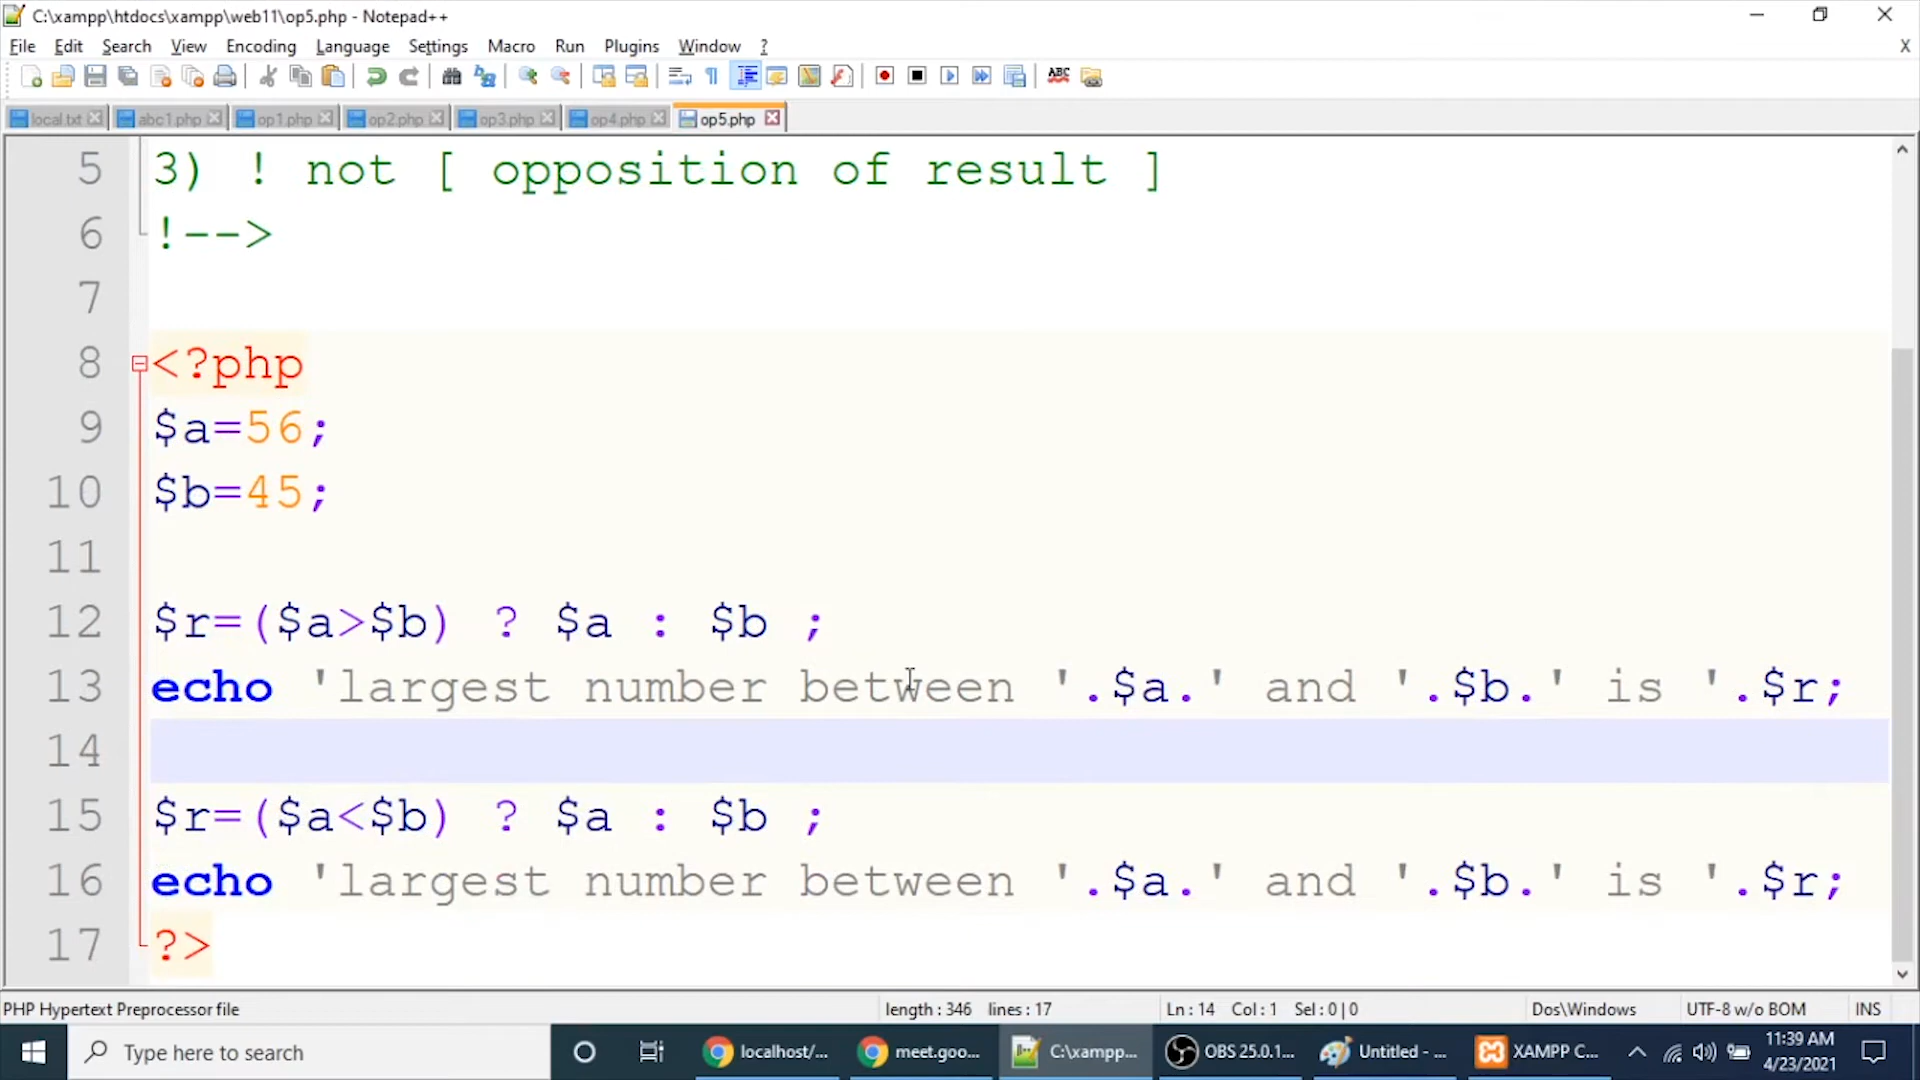 C:\xampp\htdocs\xampp\web11\op5.php - Notepad++
File Edit Search View Encoding Language Settings Macro Run Plugins Window ?
X
ABC
local.txt abc1.php op1.php op2.php op3.php op4.php op5.php
5 3) ! not [ opposition of result ]
6 !-->
7
8 <?php
9 $a=56;
10 $b=45;
11
12 $r=($a>$b) ? $a : $b ;
13 echo 'largest number between '.$a.' and '.$b.' is '.$r;
14
15 $r=($a<$b) ? $a : $b ;
16 echo 'largest number between '.$a.' and '.$b.' is '.$r;
17 ?>
PHP Hypertext Preprocessor file length : 346 lines : 17 Ln : 14 Col : 1 Sel : 0 | 0 Dos\Windows UTF-8 w/o BOM INS
Type here to search localhost/... meet.goo... C:\xampp... OBS 25.0.1... Untitled - ... XAMPP C... 11:39 AM
4/23/2021